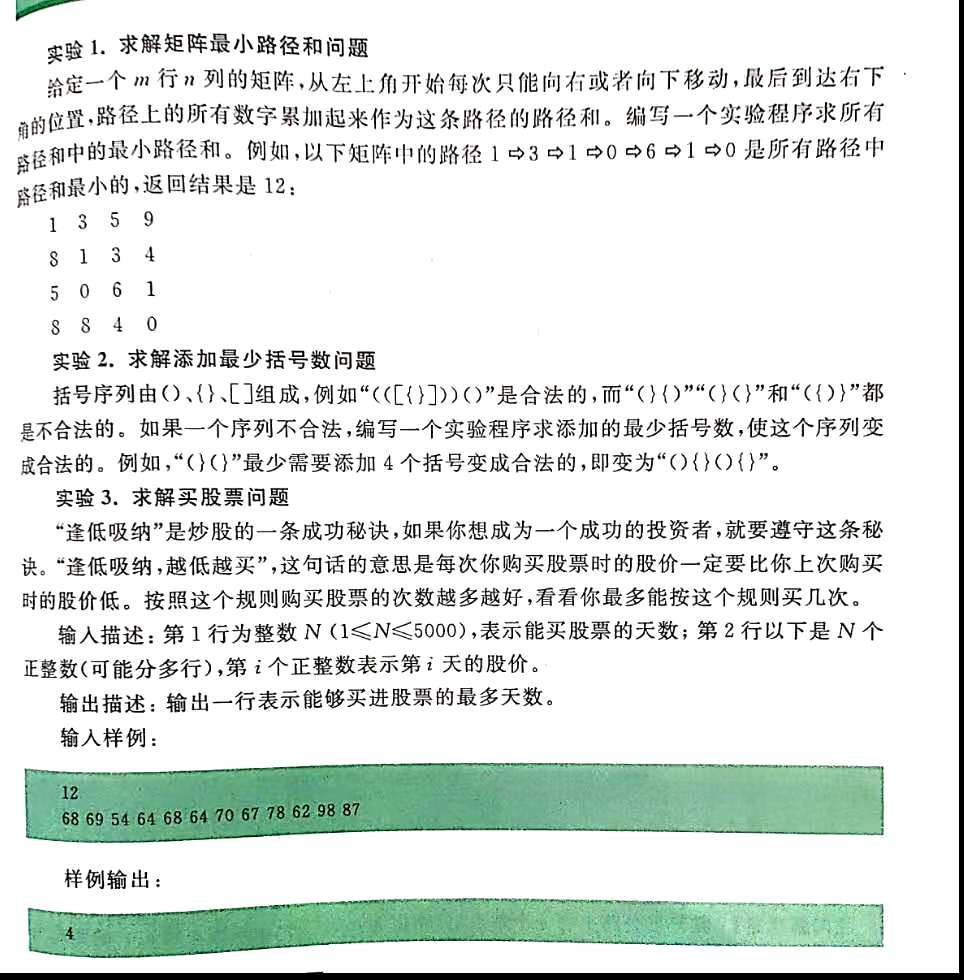 实验 1. 求解矩阵最小路径和问题
给定一个 m 行 n 列的矩阵,从左上角开始每次只能向右或者向下移动,最后到达右下
角的位置,路径上的所有数字累加起来作为这条路径的路径和。编写一个实验程序求所有
路径和中的最小路径和。例如,以下矩阵中的路径 1⇨3⇨1⇨0⇨6⇨1⇨0 是所有路径中
路径和最小的,返回结果是 12:
1 3 5 9
8 1 3 4
5 0 6 1
8 8 4 0
实验 2. 求解添加最少括号数问题
括号序列由()、{}、[]组成,例如“(([{}]))()”是合法的,而“(}{)”“(}(}”和“({)}”都
是不合法的。如果一个序列不合法,编写一个实验程序求添加的最少括号数,使这个序列变
成合法的。例如,“(}(}”最少需要添加 4 个括号变成合法的,即变为“(){}(){}”。
实验 3. 求解买股票问题
“逢低吸纳”是炒股的一条成功秘诀,如果你想成为一个成功的投资者,就要遵守这条秘
诀。“逢低吸纳,越低越买”,这句话的意思是每次你购买股票时的股价一定要比你上次购买
时的股价低。按照这个规则购买股票的次数越多越好,看看你最多能按这个规则买几次。
输入描述:第 1 行为整数 N (1≤N≤5000),表示能买股票的天数;第 2 行以下是 N 个
正整数(可能分多行),第 i 个正整数表示第 i 天的股价。
输出描述:输出一行表示能够买进股票的最多天数。
输入样例:
12
68 69 54 64 68 64 70 67 78 62 98 87
样例输出:
4